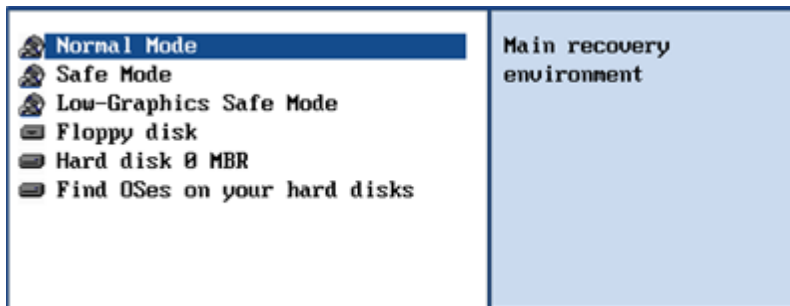 Normal Mode
Safe Mode
Low-Graphics Safe Mode
Floppy disk
Hard disk 0 MBR
Find OSes on your hard disks
Main recovery
environment